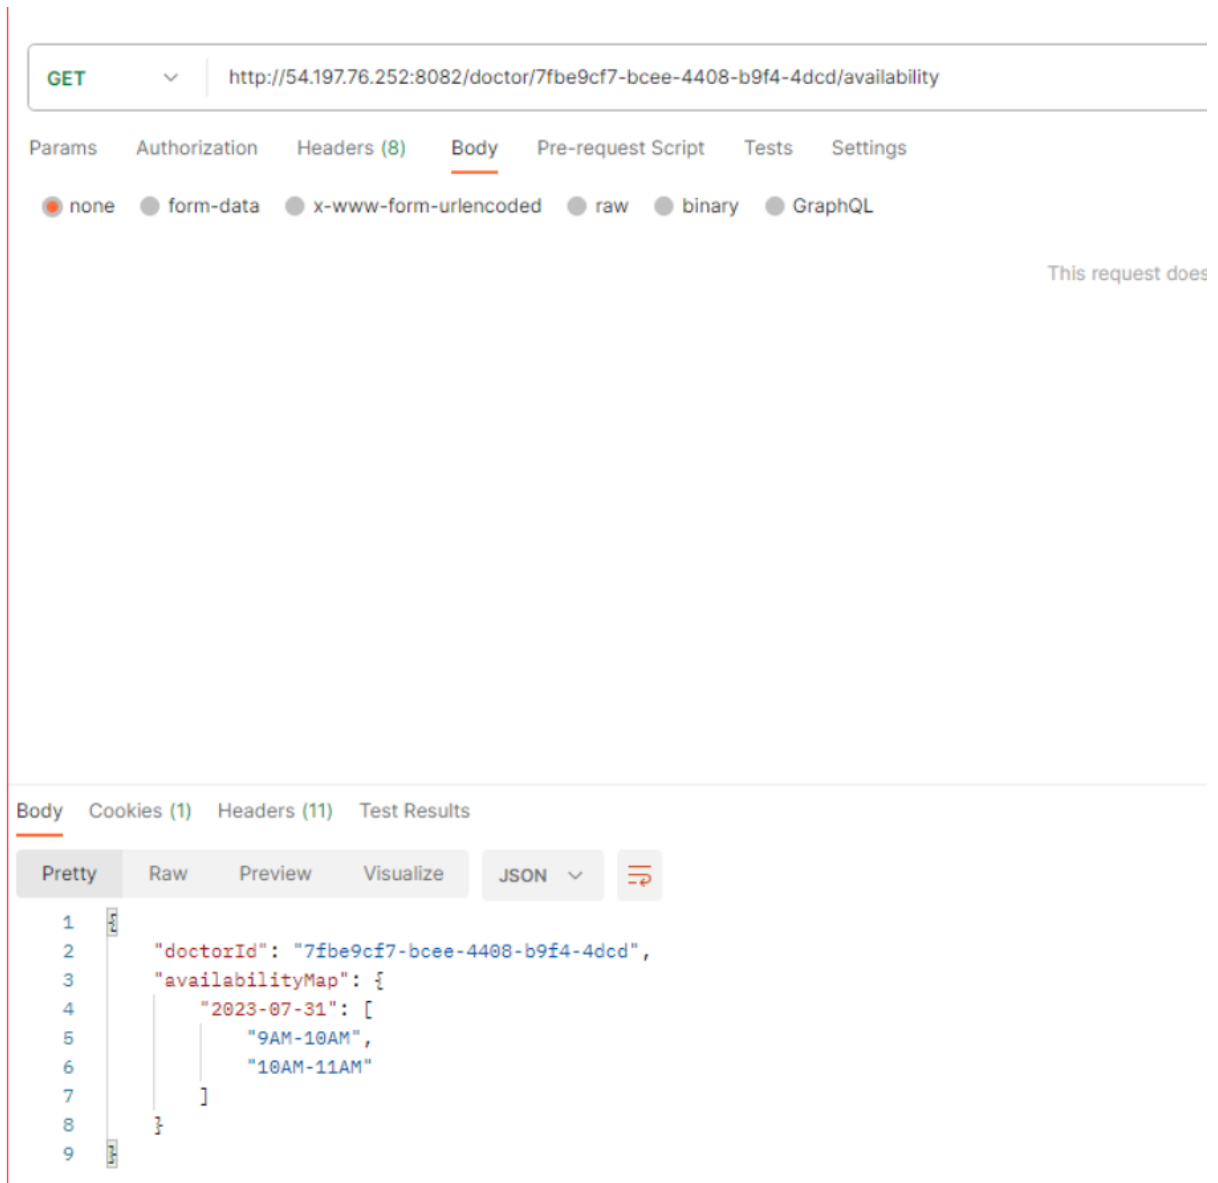 GET http://54.197.76.252:8082/doctor/7fbe9cf7-bcee-4408-b9f4-4dcd/availability
Params Authorization Headers (8) Body Pre-request Script Tests Settings
none form-data x-www-form-urlencoded raw binary GraphQL
This request does
Body Cookies (1) Headers (11) Test Results
Pretty Raw Preview Visualize JSON
1 {
2 "doctorId": "7fbe9cf7-bcee-4408-b9f4-4dcd",
3 "availabilityMap": {
4 "2023-07-31": [
5 "9AM-10AM",
6 "10AM-11AM"
7 ]
8 }
9 }